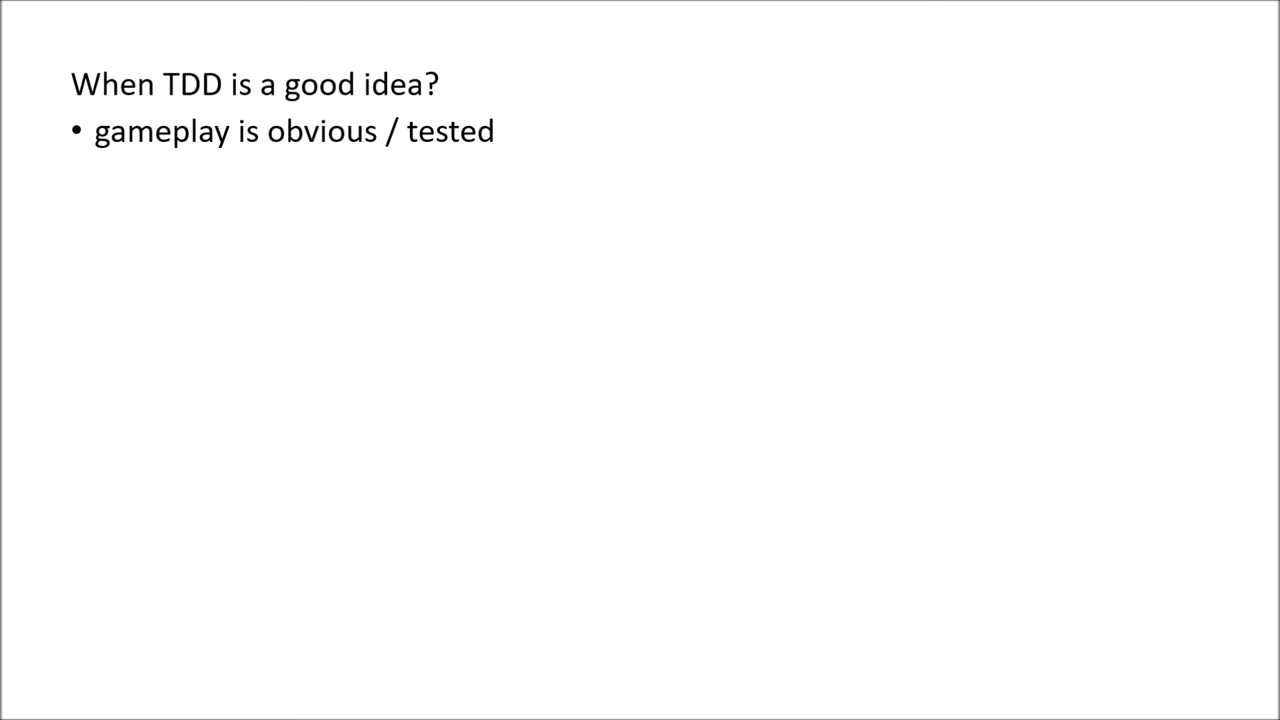 When TDD is a good idea?
• gameplay is obvious / tested